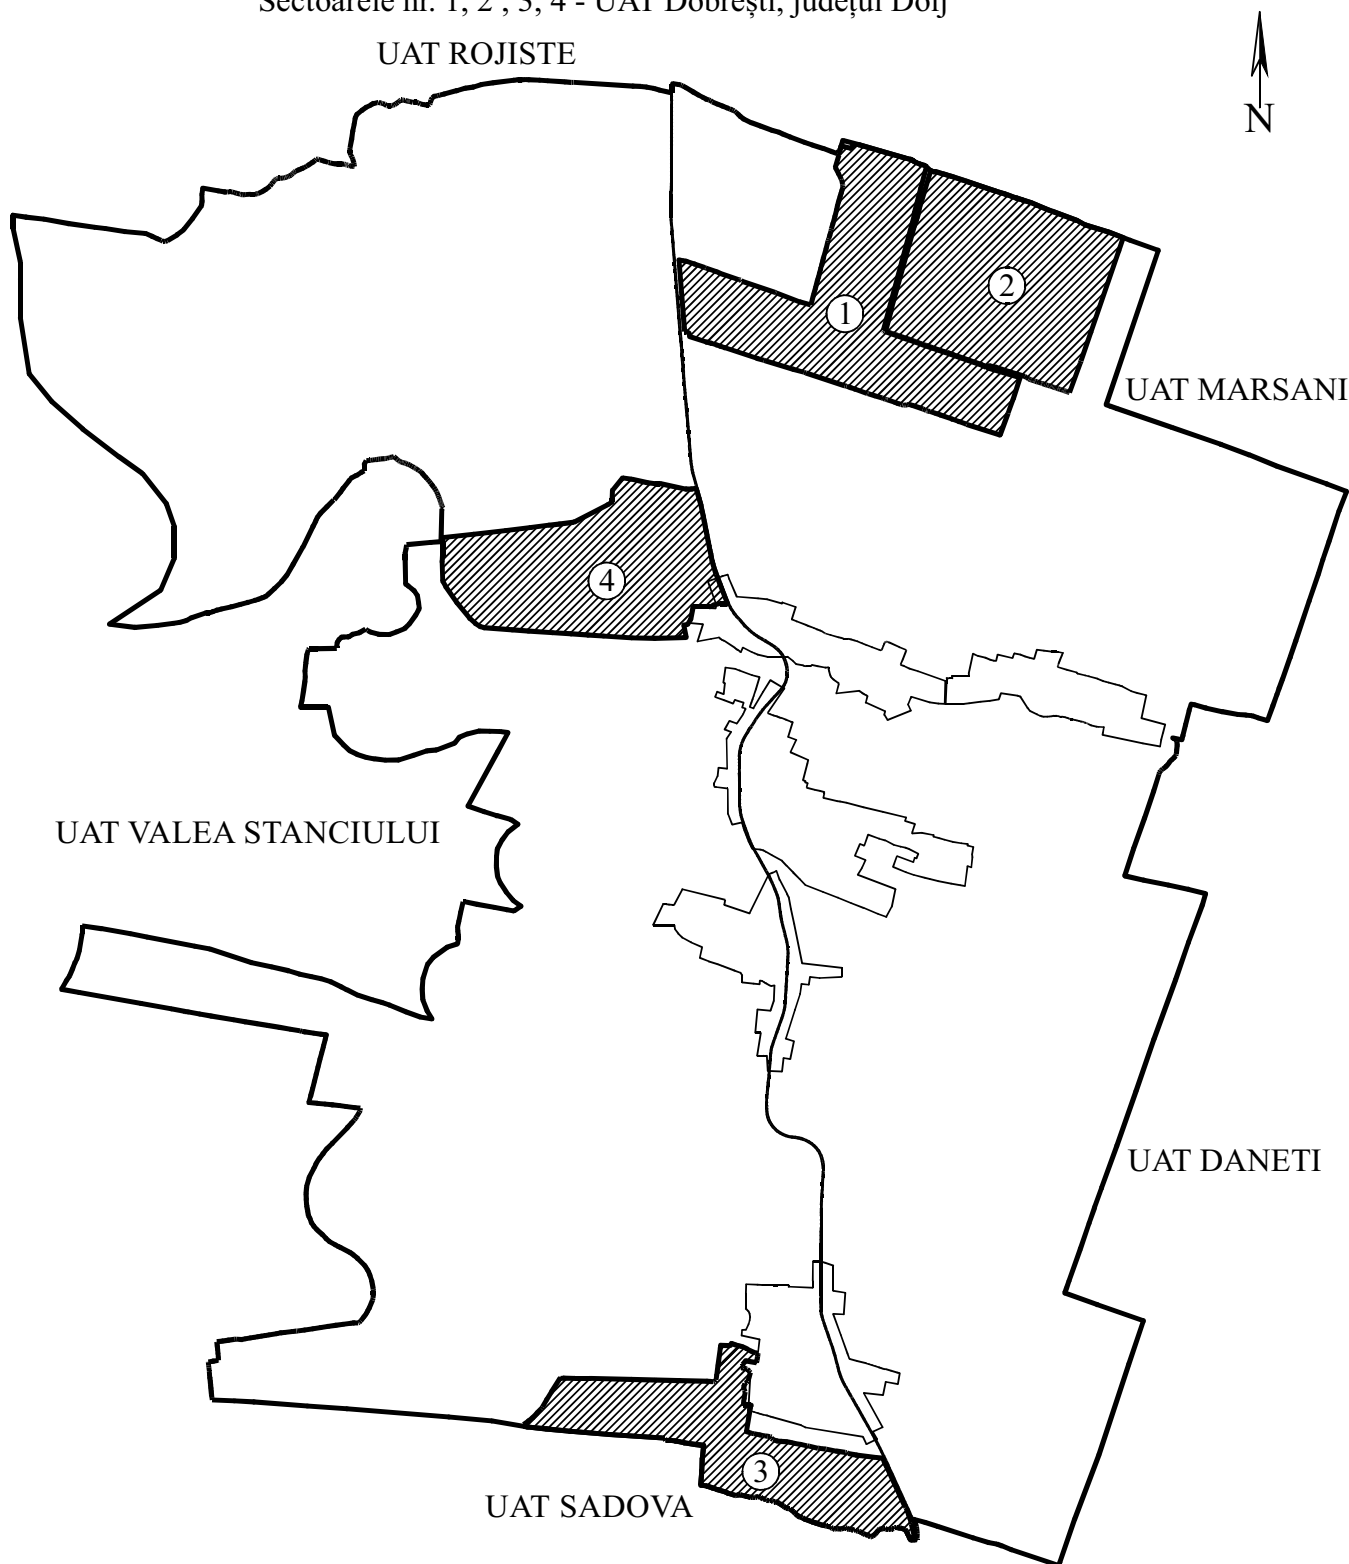 Sectoarele nr. 1, 2 , 3, 4 - UAT Dobrești, județul Dolj
UAT ROJISTE
N
2
1
UAT MARSANI
4
UAT VALEA STANCIULUI
UAT DANETI
3
UAT SADOVA